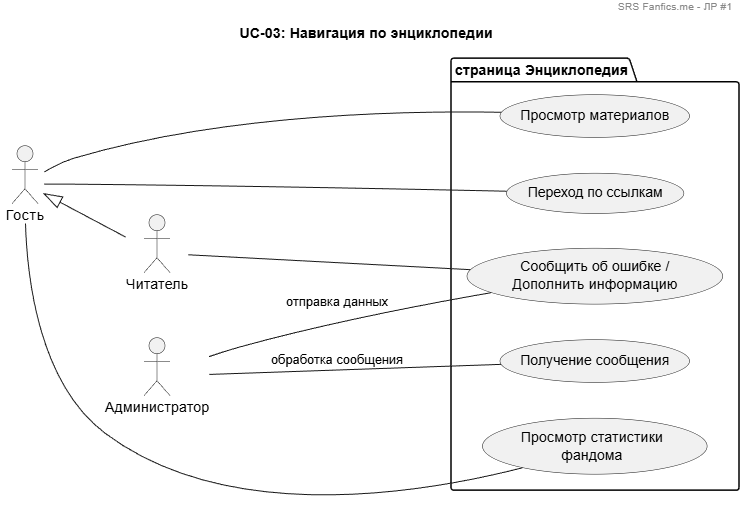 SRS Fanfics.me - ЛР #1
UC-03: Навигация по энциклопедии
страница Энциклопедия
Просмотр материалов
Гость
Переход по ссылкам
Читатель
Сообщить об ошибке /
Дополнить информацию
отправка данных
обработка сообщения
Получение сообщения
Администратор
Просмотр статистики
фандома